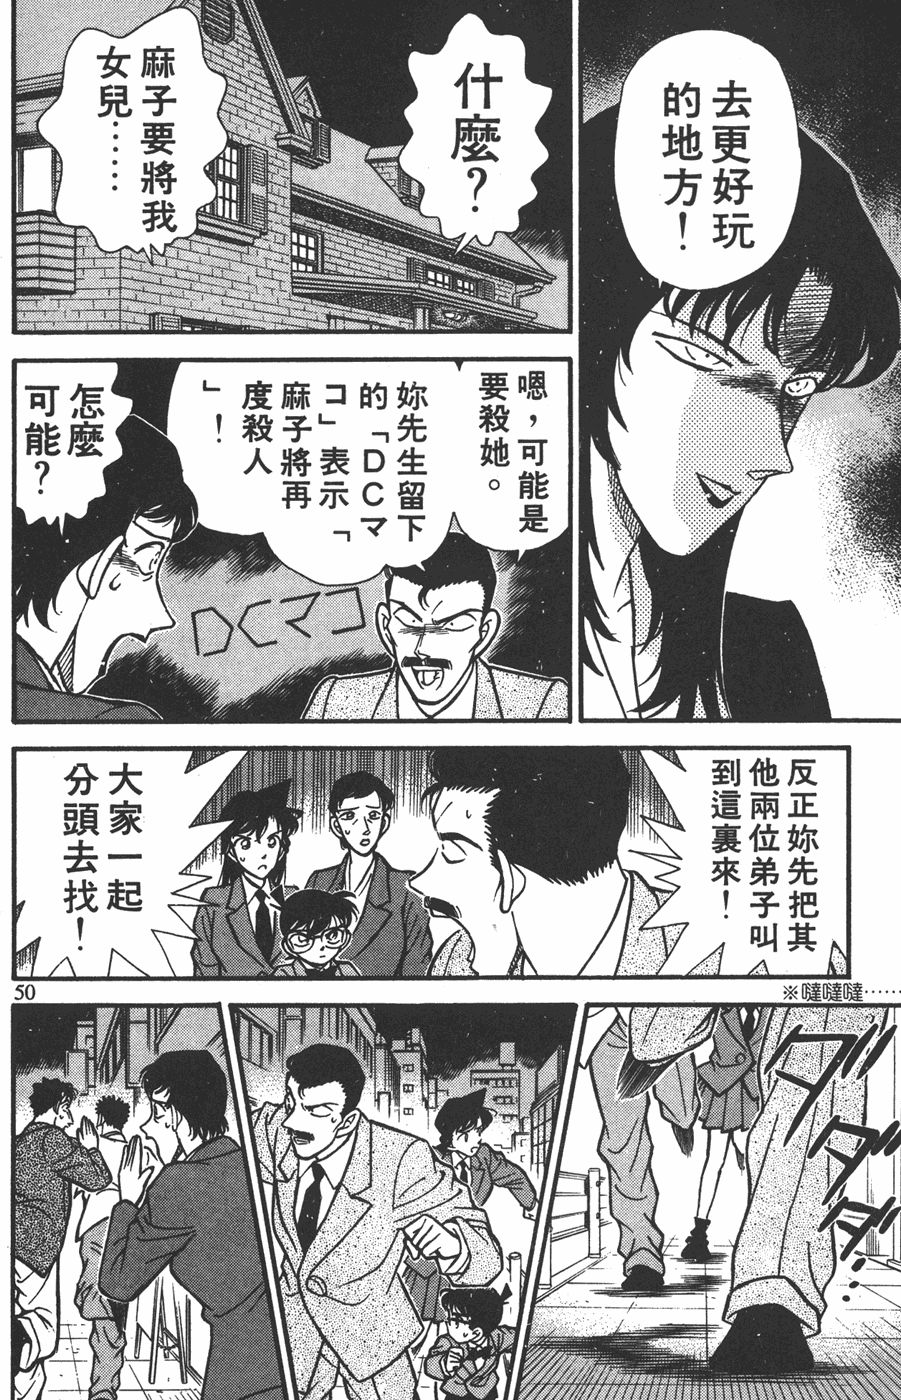 去更好玩
的地方！
什麼？
麻子要將我
女兒……
嗯，可能是
要殺她。
妳先生留下
的「DCマ
コ」表示「
麻子將再
度殺人
」！
DCマコ
怎麼
可能？
反正妳先把其
他兩位弟子叫
到這裏來！
大家一起
分頭去找！
50
※噠噠噠……
ダダダ…